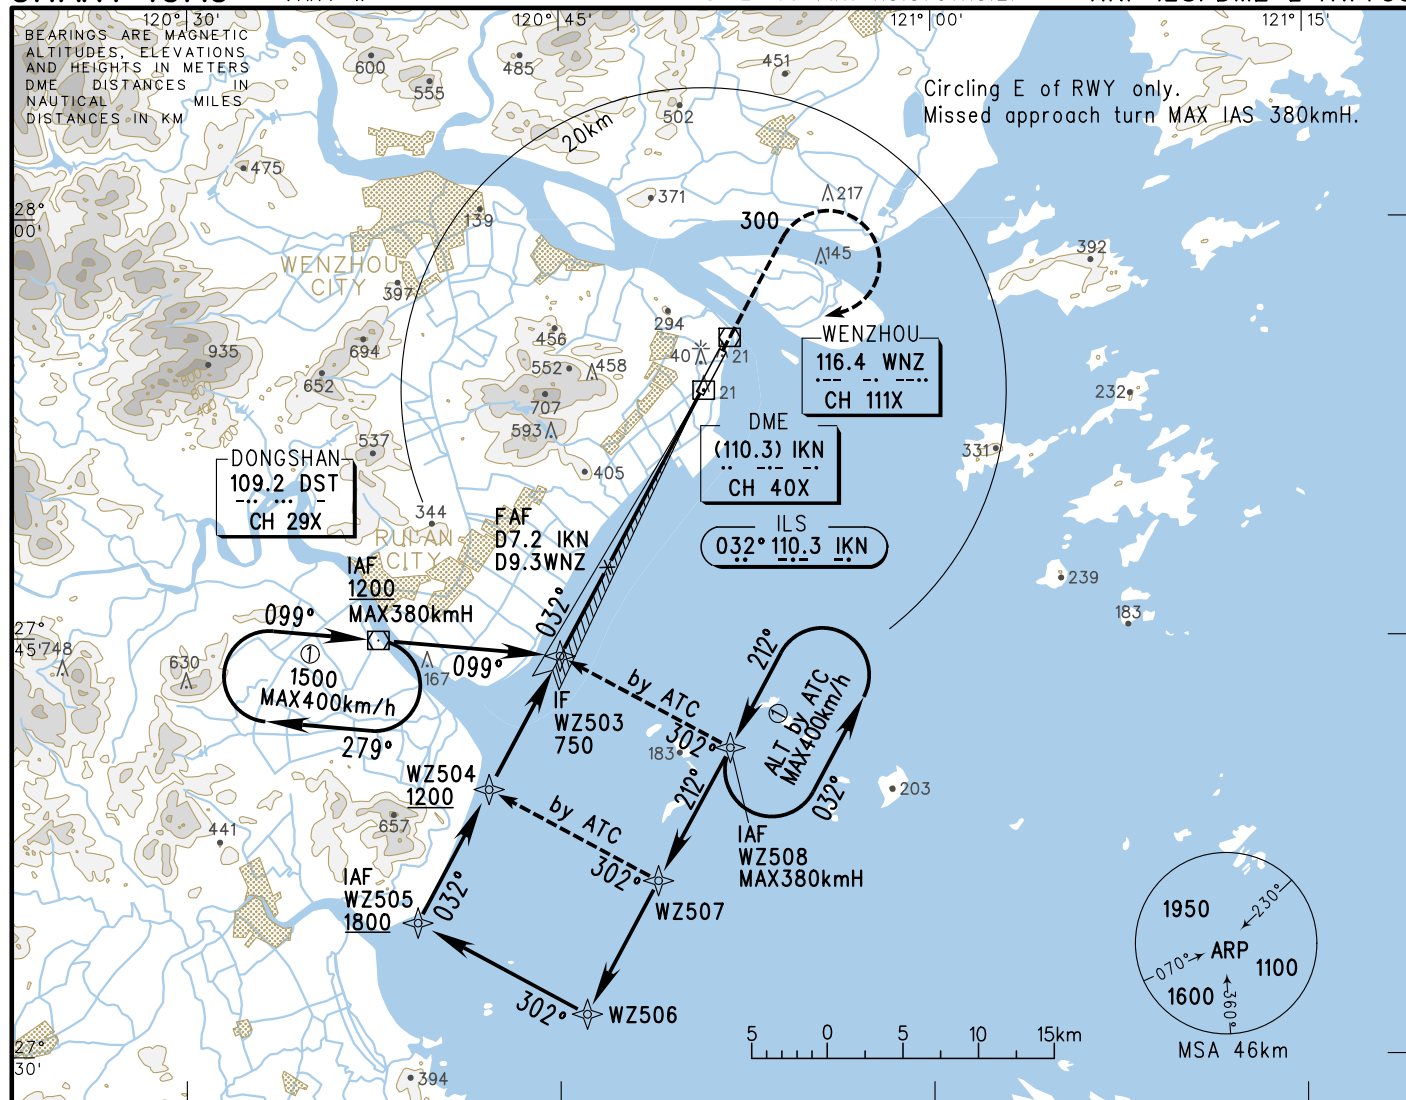 120° 30'
120° 45'
121° 00'
121° 15'
BEARINGS ARE MAGNETIC
ALTITUDES, ELEVATIONS
AND HEIGHTS IN METERS
DME DISTANCES IN
NAUTICAL MILES
DISTANCES IN KM
600
555
485
451
502
Circling E of RWY only.
Missed approach turn MAX IAS 380kmH.
20km
475
371
217
139
28°
00'
300
145
392
WENZHOU
CITY
397
294
456
694
935
40
21
WENZHOU
116.4 WNZ
CH 111X
552
458
652
800
600
400
21
232
707
593
DME
(110.3) IKN
CH 40X
537
331
DONGSHAN
109.2 DST
CH 29X
405
344
FAF
D7.2 IKN
D9.3WNZ
ILS
032° 110.3 IKN
RUI'AN
CITY
IAF
1200
MAX380kmH
239
099°
032°
183
27°
45'
748
630
1
1500
MAX400km/h
279°
167
099°
212°
by ATC
302°
1
ALT by ATC
MAX400km/h
032°
IF
WZ503
750
183
212°
203
WZ504
1200
by ATC
302°
IAF
WZ508
MAX380kmH
657
441
IAF
WZ505
1800
032°
WZ507
302°
WZ506
1950
230°
ARP
070°
1100
1600
360°
MSA 46km
5 0 5 10 15km
27°
30'
394